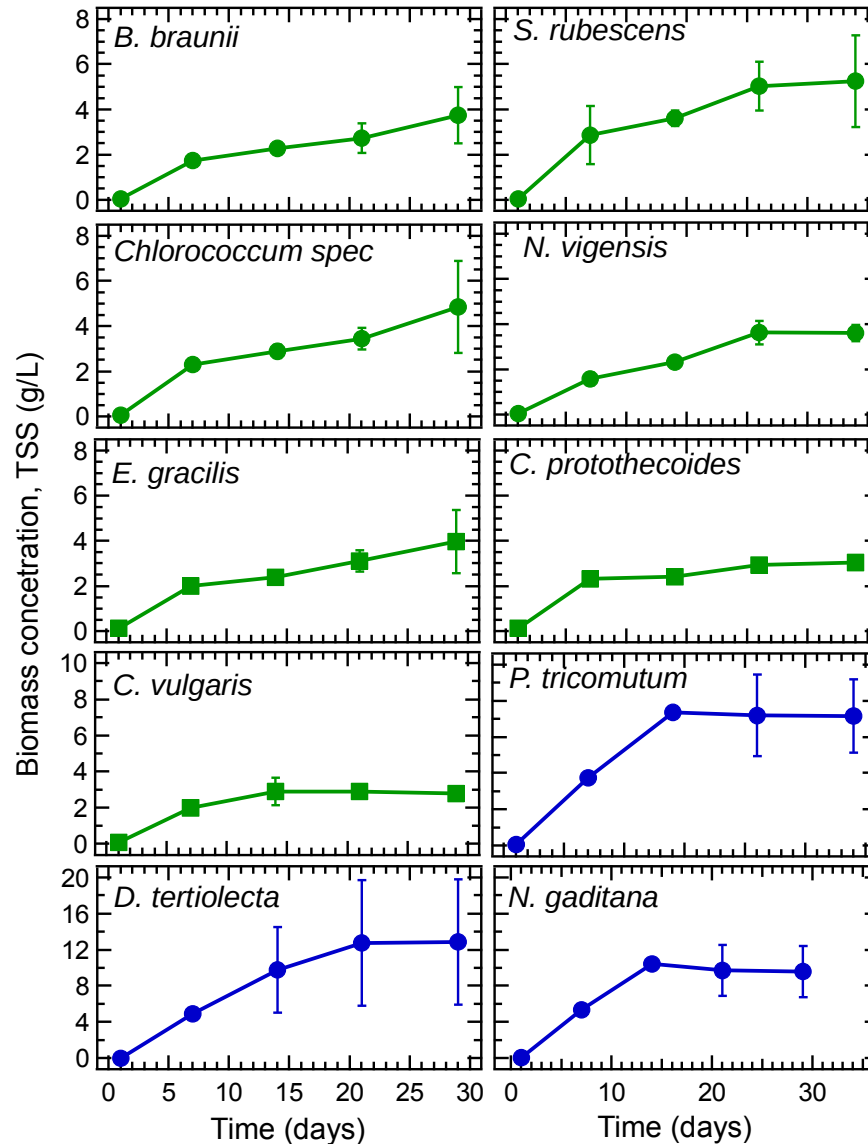 8 B. braunii S. rubescens
6
4
2
0
8 Chlorococcum spec N. vigensis
6
4
2
0
8 E. gracilis C. protothecoides
6
4
2
0
10 C. vulgaris P. tricomutum
8
6
4
2
0
20 D. tertiolecta N. gaditana
16
12
8
4
0
0 5 10 15 20 25 30 0 10 20 30
Time (days) Time (days)
Biomass concetration, TSS (g/L)